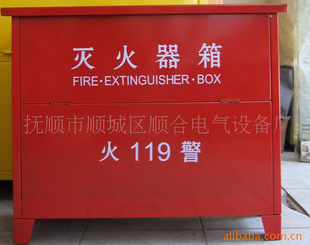 灭火器箱
FIRE·EXTINGUISHER·BOX
抚顺市顺城区顺合电气设备厂
火 119 警
alibaba.com.cn